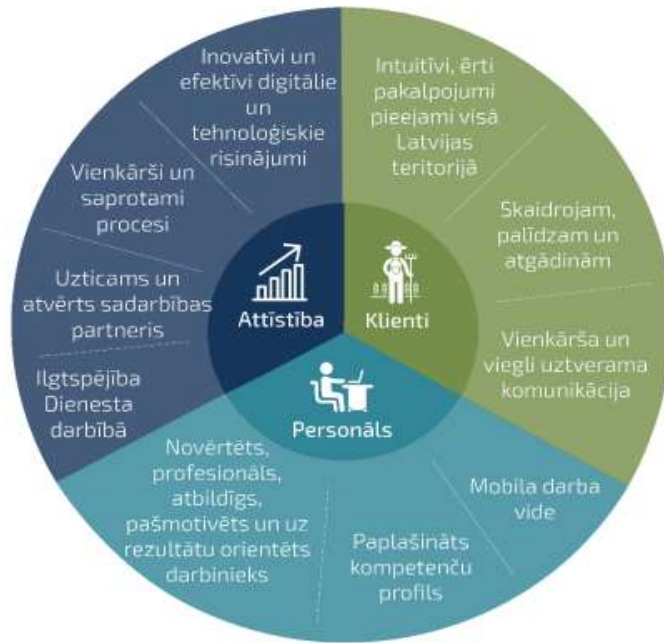 Inovatīvi un
efektīvi digitālie
un
tehnoloģiskie
risinājumi
Vienkārši un
saprotami
procesi
Uzticams un
atvērts sadarbības
partneris
Ilgtspējība
Dienesta
darbībā
Attīstība
Intuitīvi, ērti
pakalpojumi
pieejami visā
Latvijas
teritorijā
Skaidrojam,
palīdzam un
atgādinām
Vienkārša un
viegli uztverama
komunikācija
Klienti
Personāls
Novērtēts,
profesionāls,
atbildīgs,
pašmotivēts un uz
rezultātu orientēts
darbinieks
Paplašināts
kompetenču
profils
Mobila darba
vide